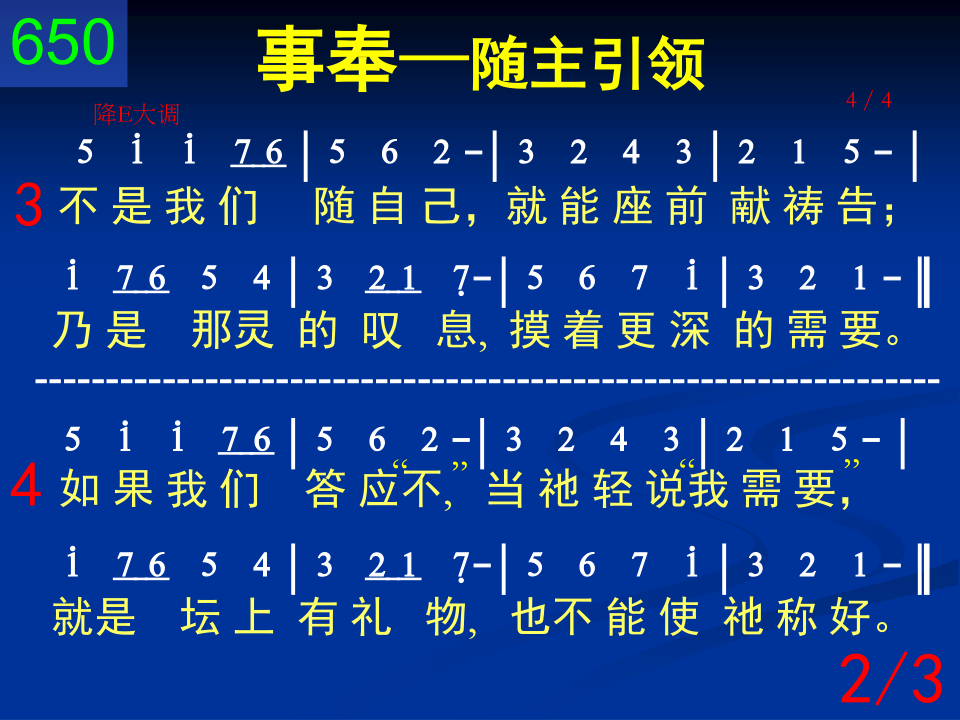 650
事奉—随主引领
降E大调
4/4
5 i i 7 6 | 5 6 2 - | 3 2 4 3 | 2 1 5 - |
3 不是我们 随自己，就能座前献祷告；
i 7 6 5 4 | 3 2 1 7 - | 5 6 7 i | 3 2 1 - ‖
乃是 那灵的叹 息,摸着更深的需要。
--------------------------------------------------------------
5 i i 7 6 | 5 6 2 - | 3 2 4 3 | 2 1 5 - |
4 如果我们 答应“不,”当祂轻说“我需要,”
i 7 6 5 4 | 3 2 1 7 - | 5 6 7 i | 3 2 1 - ‖
就是 坛上有礼 物, 也不能使祂称好。
2/3